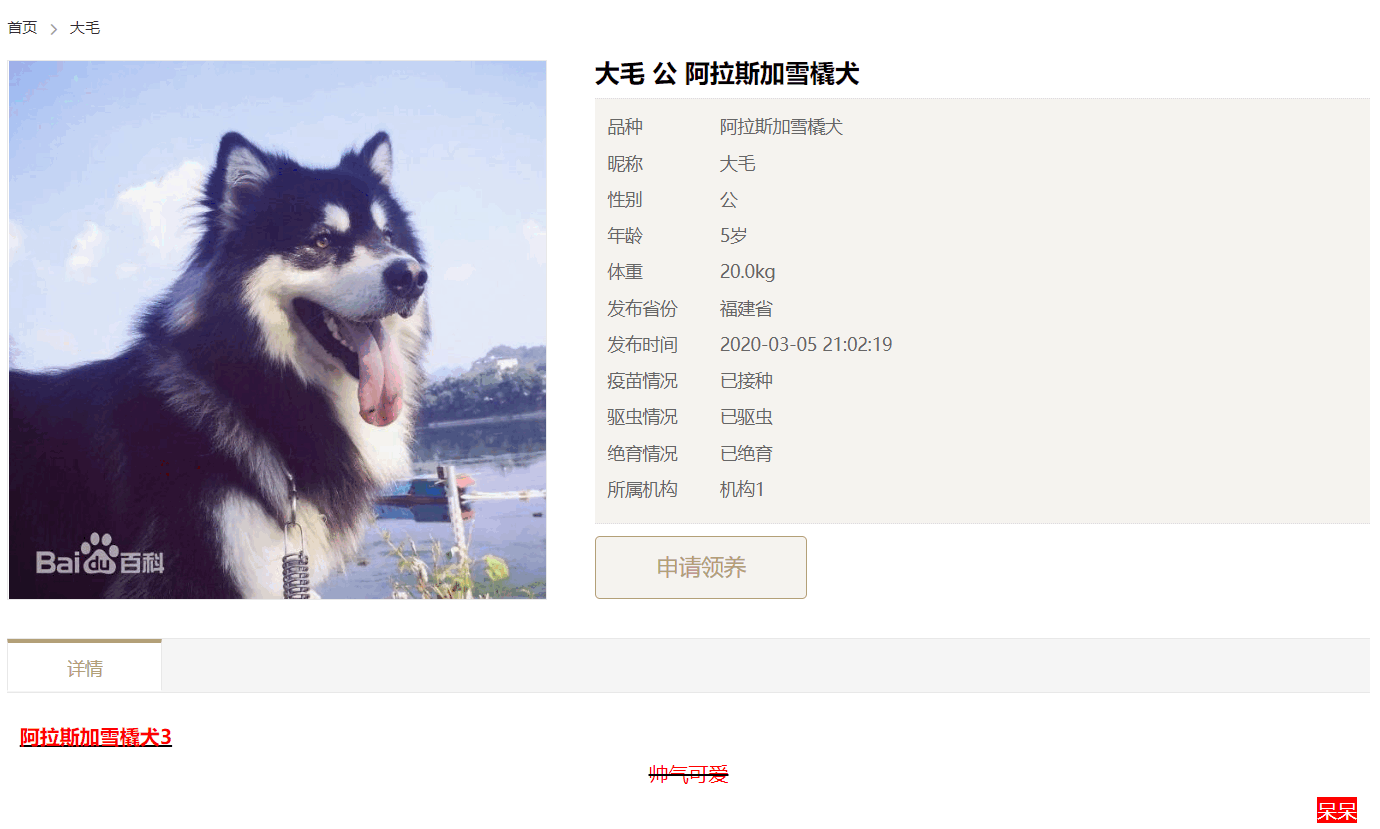 首页 > 大毛
大毛 公 阿拉斯加雪橇犬
品种 阿拉斯加雪橇犬
昵称 大毛
性别 公
年龄 5岁
体重 20.0kg
发布省份 福建省
发布时间 2020-03-05 21:02:19
疫苗情况 已接种
驱虫情况 已驱虫
绝育情况 已绝育
所属机构 机构1
Bai du 百科
申请领养
详情
阿拉斯加雪橇犬3
帅气可爱
呆呆